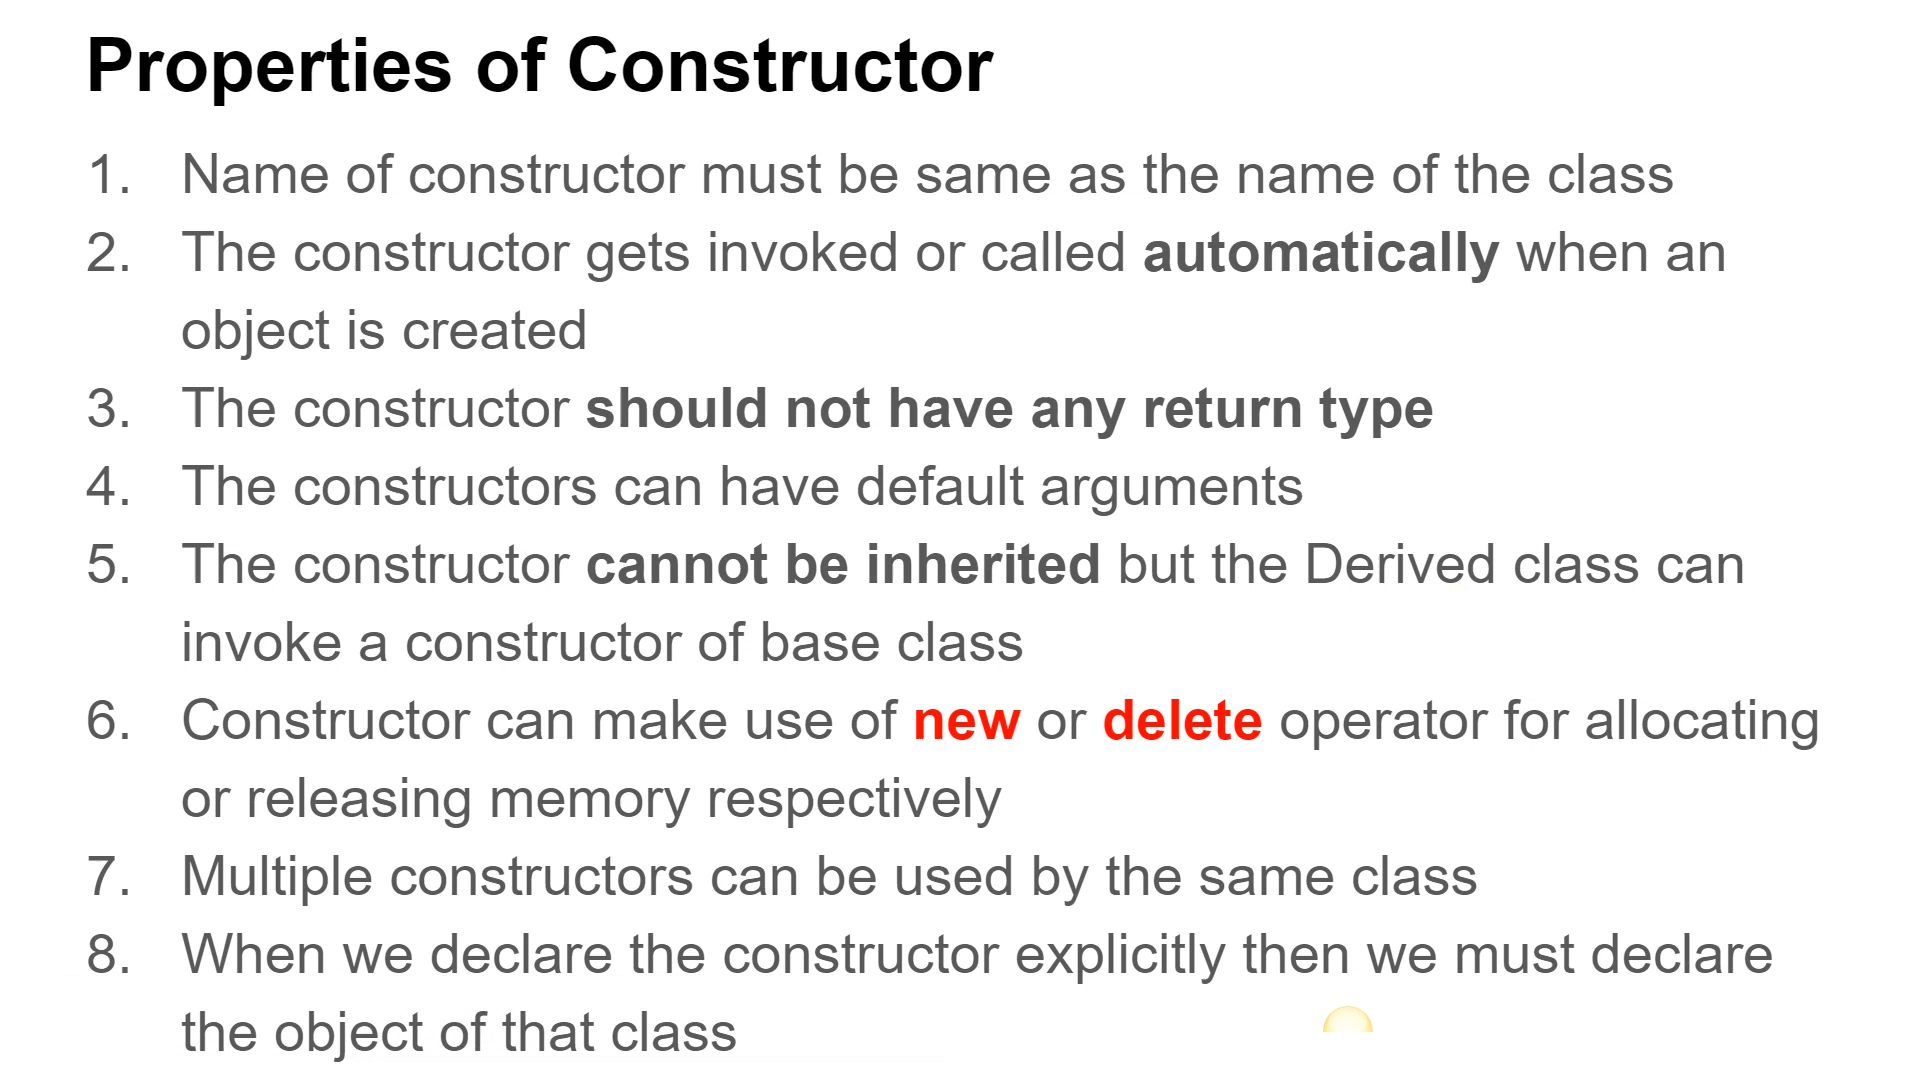 Properties of Constructor
1. Name of constructor must be same as the name of the class
2. The constructor gets invoked or called automatically when an
object is created
3. The constructor should not have any return type
4. The constructors can have default arguments
5. The constructor cannot be inherited but the Derived class can
invoke a constructor of base class
6. Constructor can make use of new or delete operator for allocating
or releasing memory respectively
7. Multiple constructors can be used by the same class
8. When we declare the constructor explicitly then we must declare
the object of that class